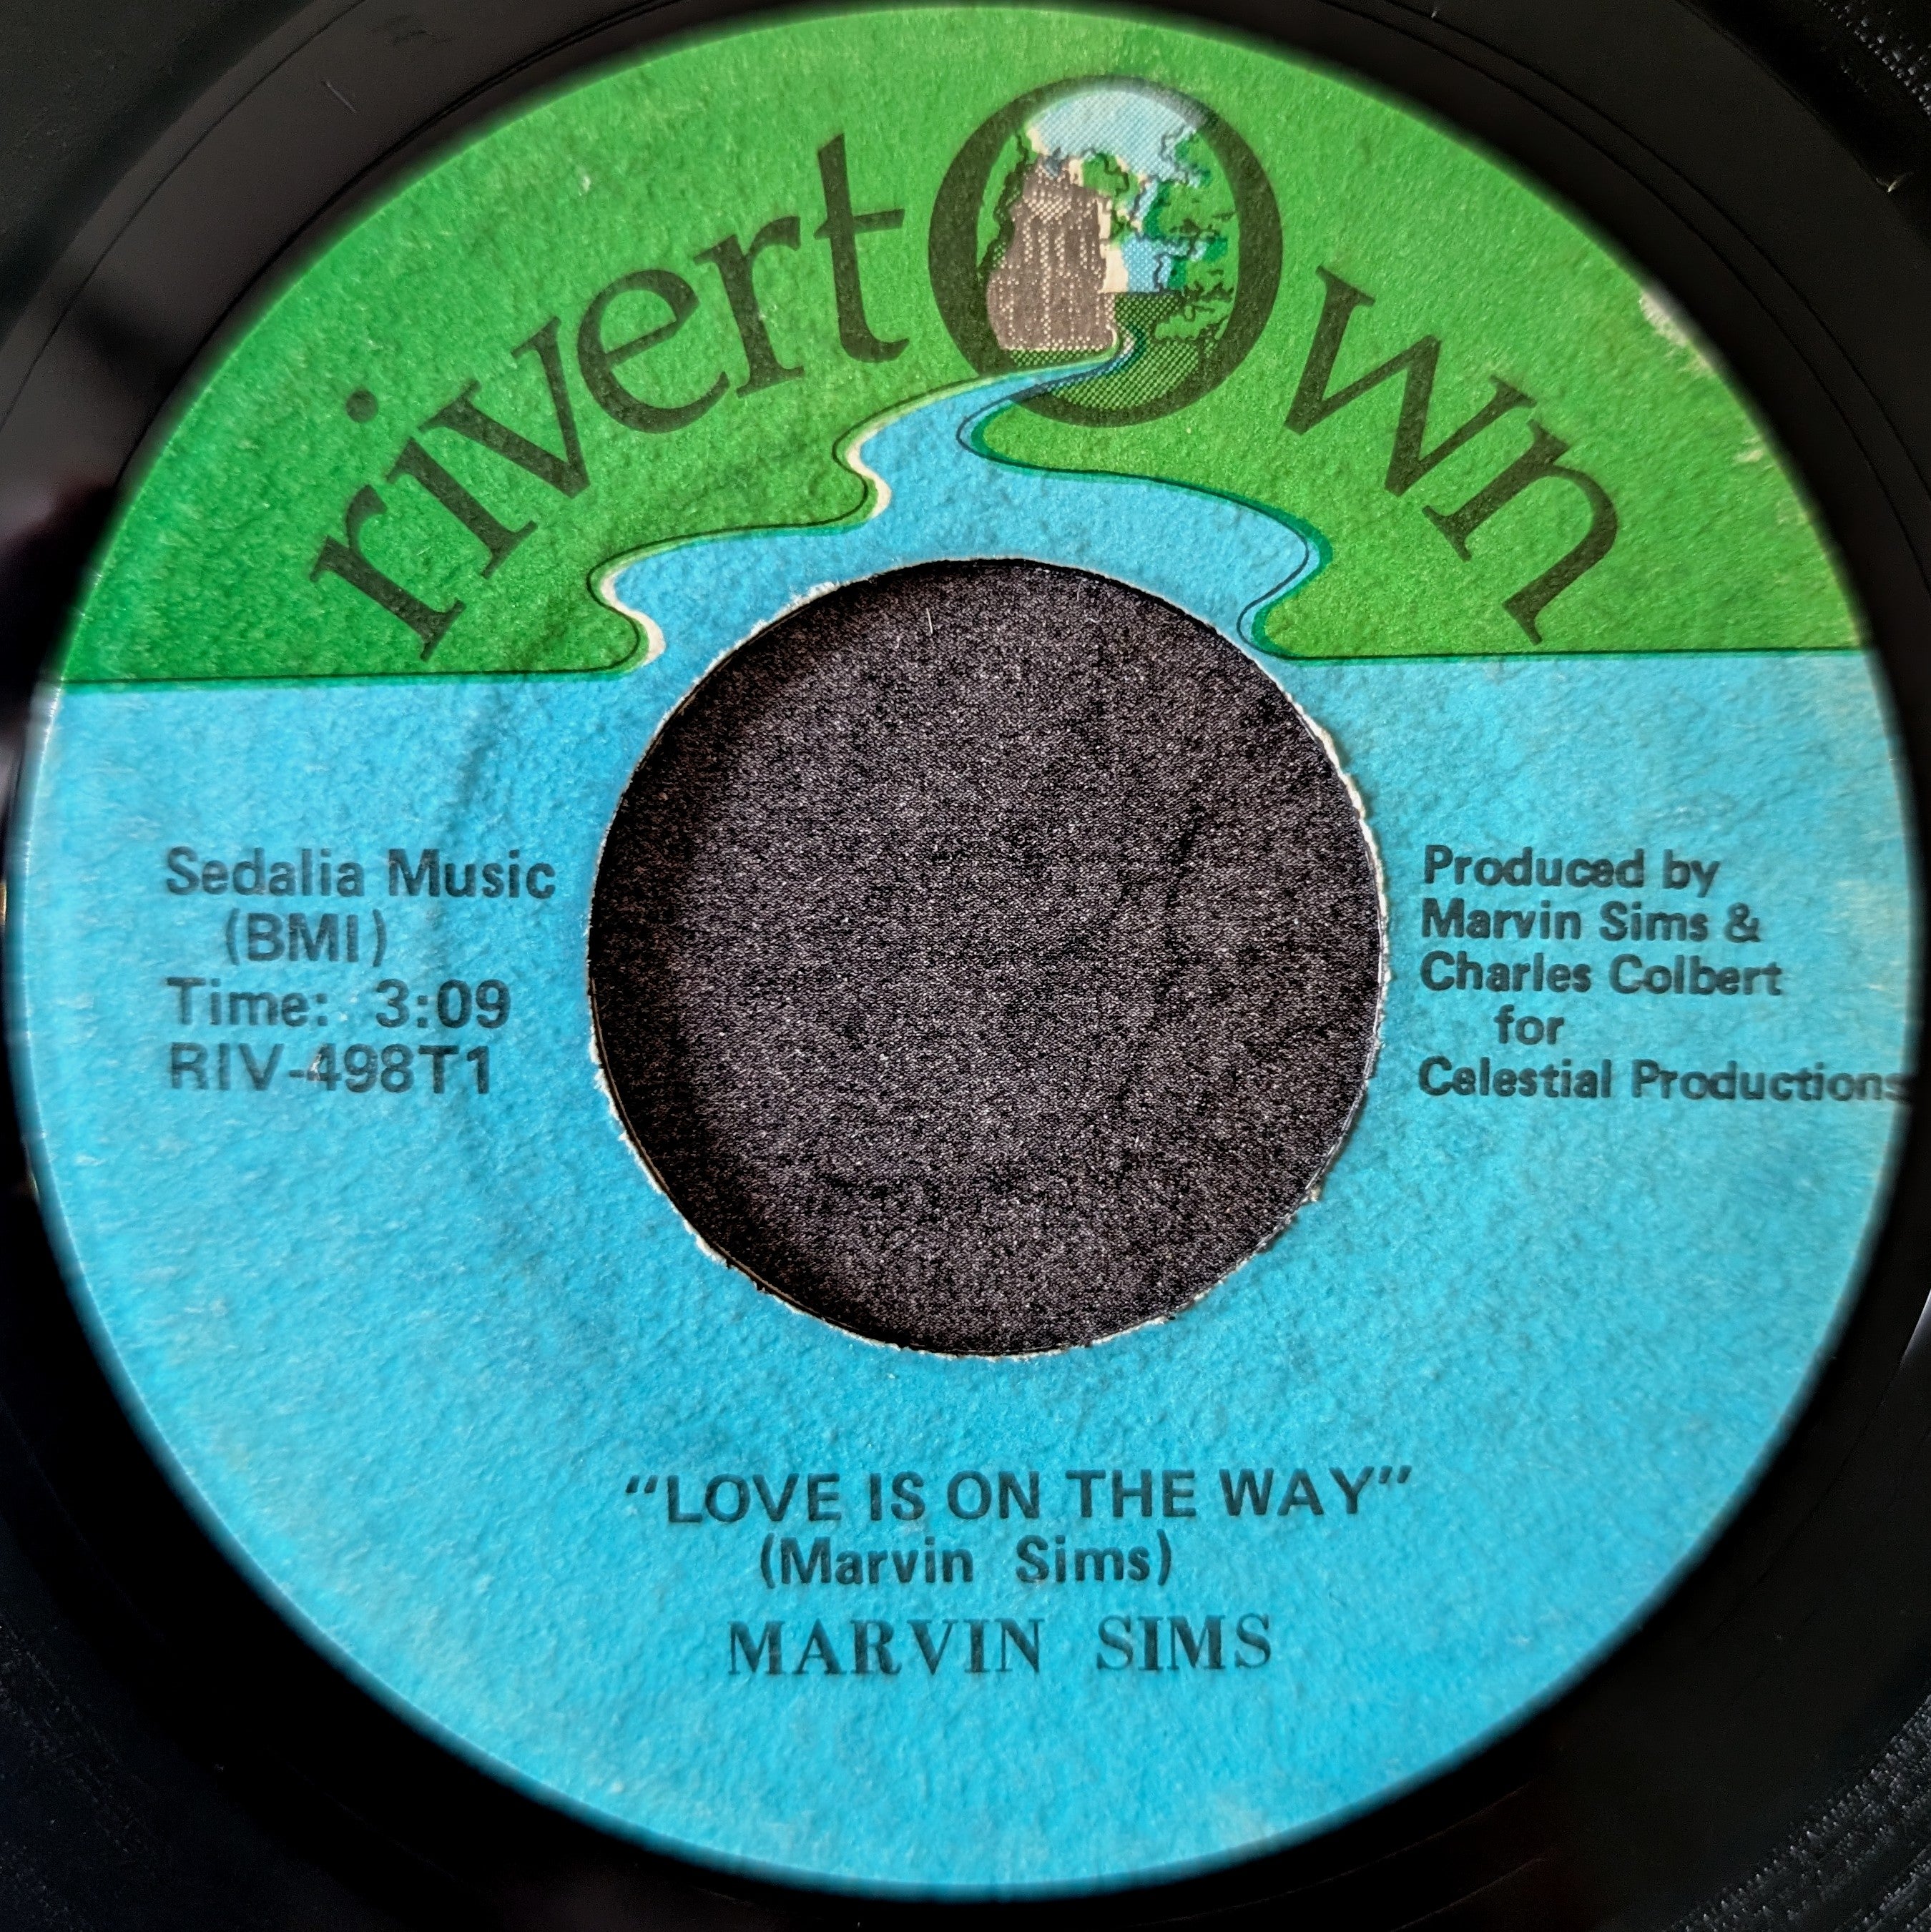 rivertOwn
Sedalia Music
(BMI)
Time: 3:09
RIV-498T1
Produced by
Marvin Sims &
Charles Colbert
for
Celestial Productions
"LOVE IS ON THE WAY"
(Marvin Sims)
MARVIN SIMS